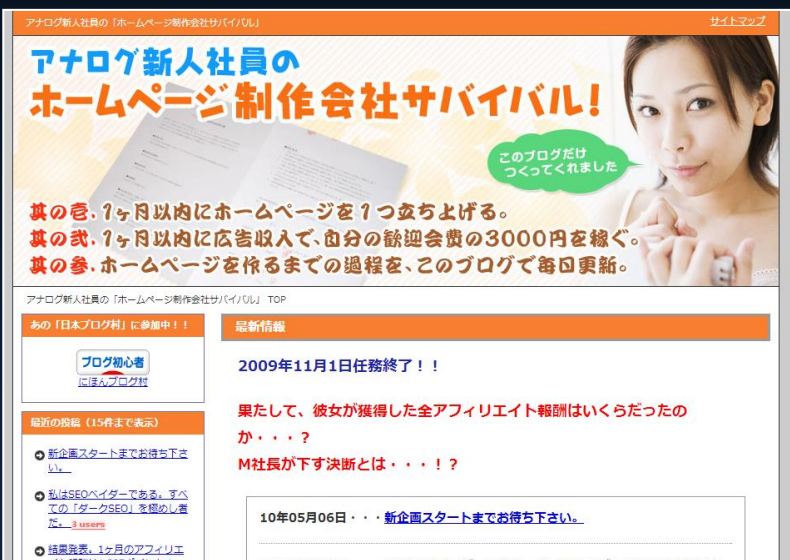 アナログ新人社員の「ホームページ制作会社サバイバル」
サイトマップ
アナログ新人社員の
ホームページ制作会社サバイバル!
このブログだけ
つくってくれました
其の壱.1ヶ月以内にホームページを1つ立ち上げる。
其の弐.1ヶ月以内に広告収入で、自分の歓迎会費の3000円を稼ぐ。
其の参.ホームページを作るまでの過程を、このブログで毎日更新。
アナログ新人社員の「ホームページ制作会社サバイバル」 TOP
あの「日本ブログ村」に参加中!!
ブログ初心者
にほんブログ村
最近の投稿(15件まで表示)
新企画スタートまでお待ち下さ
い。
私はSEOベイダーである。すべ
ての「ダークSEO」を極めし者
だ。 3 users
結果発表。1ヶ月のアフィリエ
最新情報
2009年11月1日任務終了!!
果たして、彼女が獲得した全アフィリエイト報酬はいくらだったの
か・・・?
M社長が下す決断とは・・・!?
10年05月06日・・・新企画スタートまでお待ち下さい。